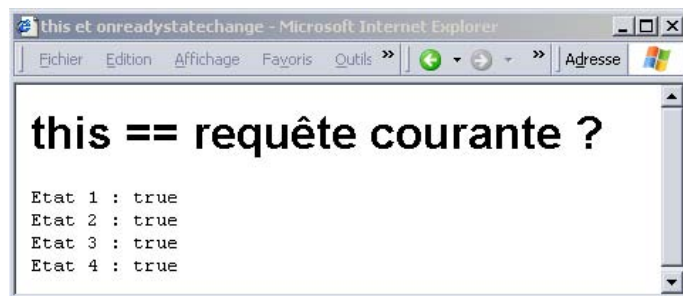 this et onreadystatechange - Microsoft Internet Explorer
Fichier Edition Affichage Favoris Outils » » Adresse
this == requête courante ?
Etat 1 : true
Etat 2 : true
Etat 3 : true
Etat 4 : true